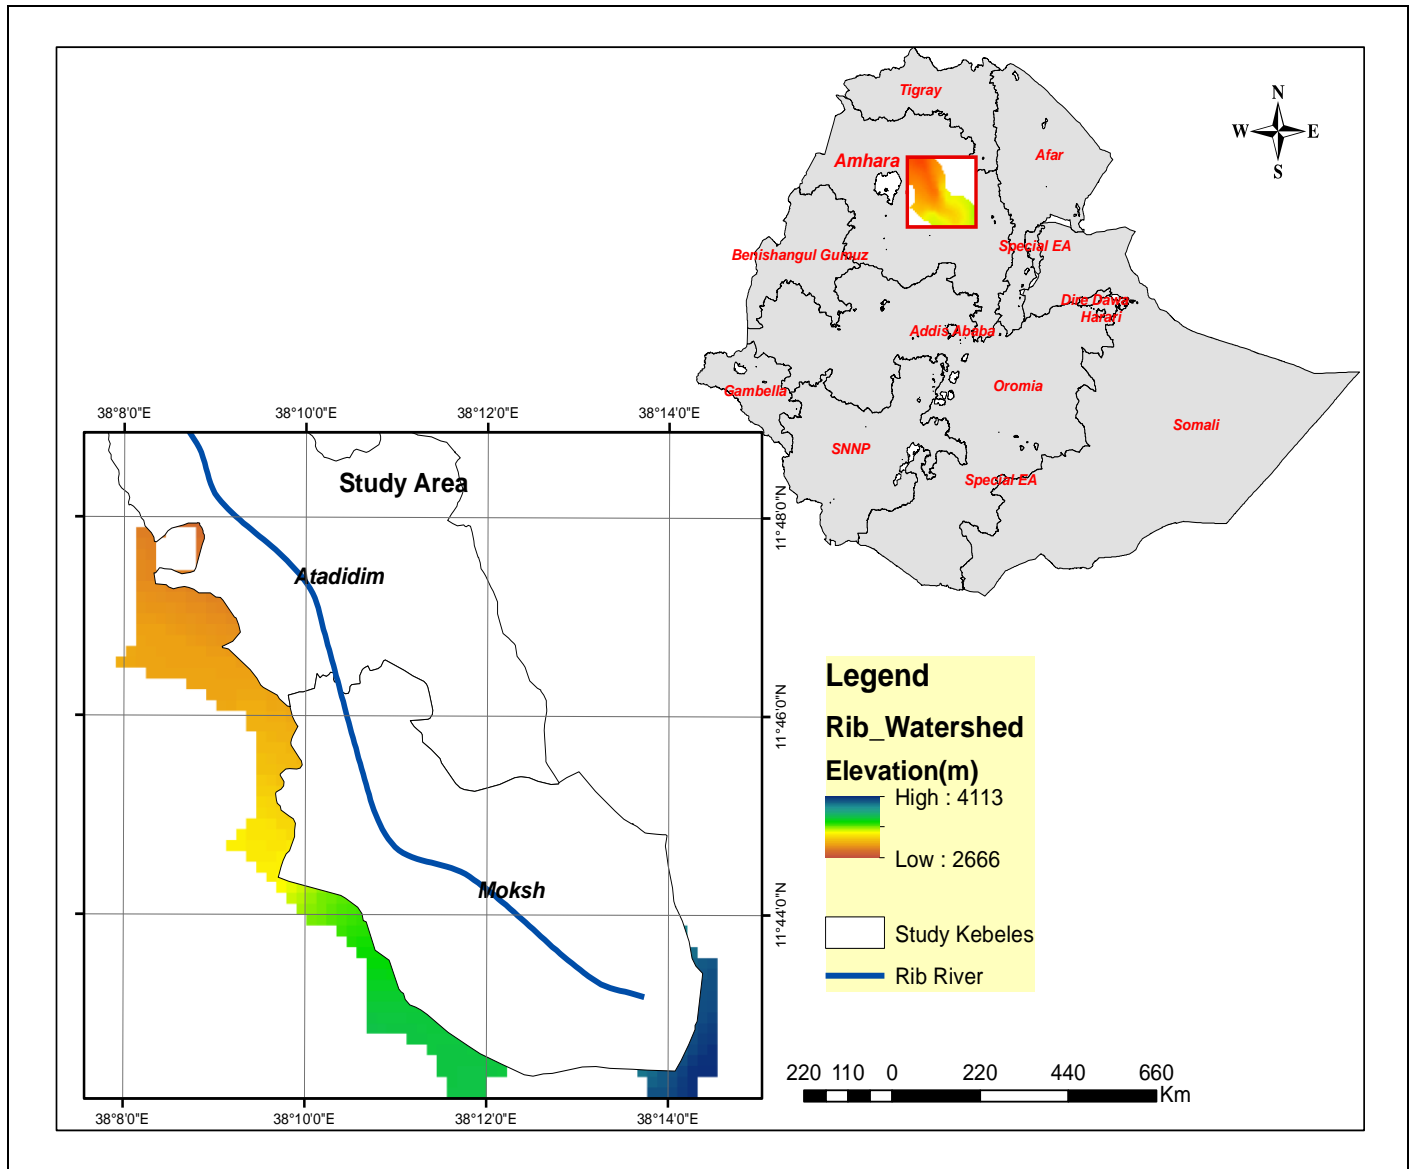 Tigray
N
W
E
S
Afar
Amhara
Special EA
Benishangul Gumuz
Dire Dawa
Harari
Addis Ababa
Oromia
Gambella
Somali
SNNP
Special EA
38°8'0"E 38°10'0"E 38°12'0"E 38°14'0"E
Study Area
11°48'0"N
Atadidim
11°46'0"N
Moksh
11°44'0"N
38°8'0"E 38°10'0"E 38°12'0"E 38°14'0"E
Legend
Rib_Watershed
Elevation(m)
High : 4113
Low : 2666
Study Kebeles
Rib River
220 110 0 220 440 660
Km